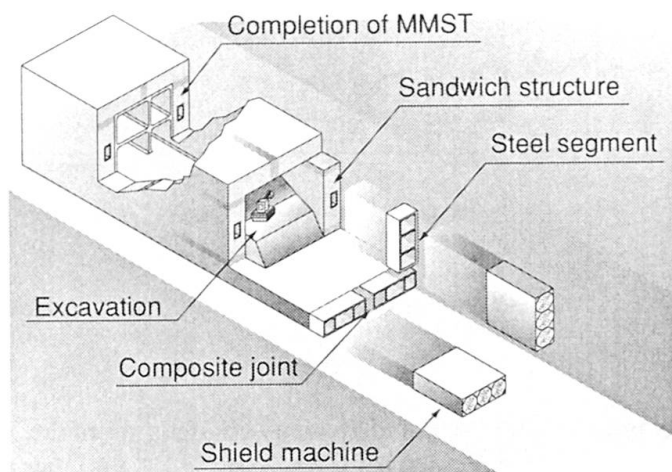 Completion of MMST
Sandwich structure
Steel segment
Excavation
Composite joint
Shield machine